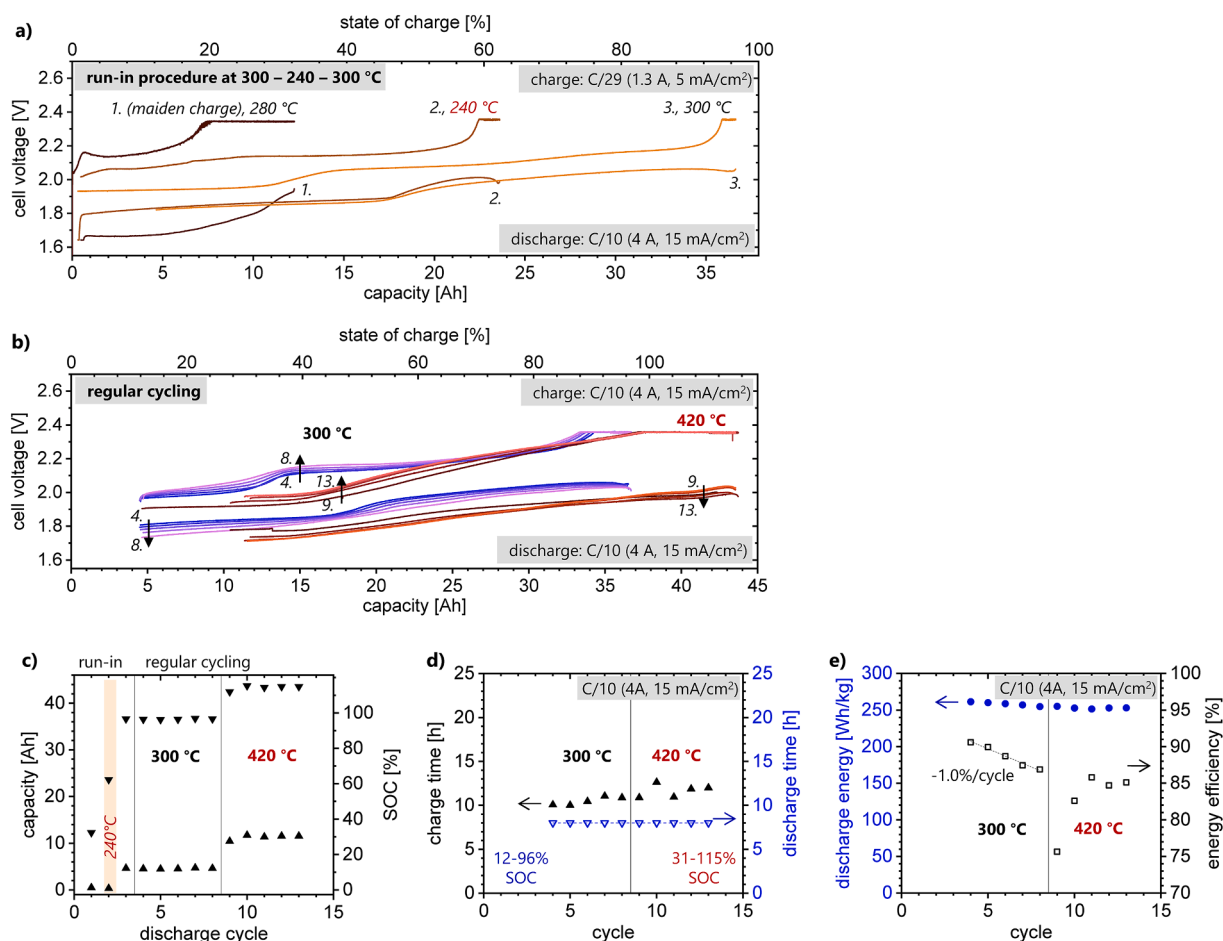 a)
state of charge [%]
0 20 40 60 80 100
run-in procedure at 300 – 240 – 300 °C
charge: C/29 (1.3 A, 5 mA/cm²)
1. (maiden charge), 280 °C
2., 240 °C
3., 300 °C
2.6
2.4
2.2
2.0
1.8
1.6
cell voltage [V]
1.
2.
3.
discharge: C/10 (4 A, 15 mA/cm²)
0 5 10 15 20 25 30 35
capacity [Ah]
b)
state of charge [%]
0 20 40 60 80 100
regular cycling
charge: C/10 (4 A, 15 mA/cm²)
420 °C
300 °C
2.6
2.4
2.2
2.0
1.8
1.6
cell voltage [V]
8.
4.
13.
9.
4.
8.
9.
13.
discharge: C/10 (4 A, 15 mA/cm²)
0 5 10 15 20 25 30 35 40 45
capacity [Ah]
c)
run-in regular cycling
40
30
20
10
0
capacity [Ah]
240°C
300 °C
420 °C
100
80
60
40
20
0
SOC [%]
0 5 10 15
discharge cycle
d)
25
20
15
10
5
0
charge time [h]
C/10 (4A, 15 mA/cm²)
300 °C
420 °C
12-96%
SOC
31-115%
SOC
25
20
15
10
5
0
discharge time [h]
0 5 10 15
cycle
e)
300
250
200
150
100
50
0
discharge energy [Wh/kg]
C/10 (4A, 15 mA/cm²)
-1.0%/cycle
300 °C
420 °C
100
95
90
85
80
75
70
energy efficiency [%]
0 5 10 15
cycle